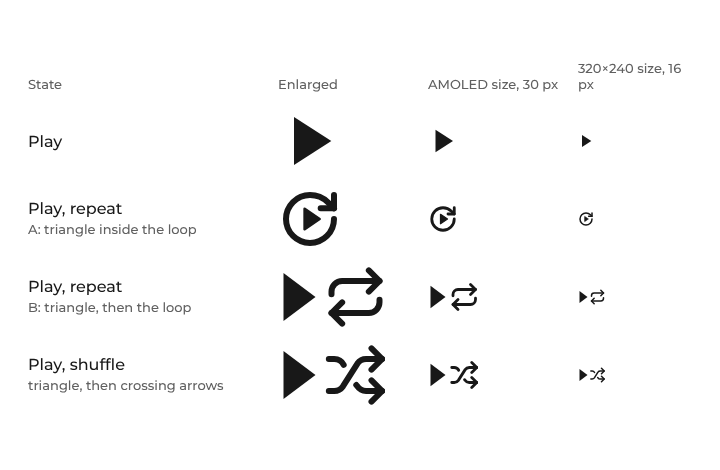 State
Enlarged
AMOLED size, 30 px
320×240 size, 16
px
Play
Play, repeat
A: triangle inside the loop
Play, repeat
B: triangle, then the loop
Play, shuffle
triangle, then crossing arrows